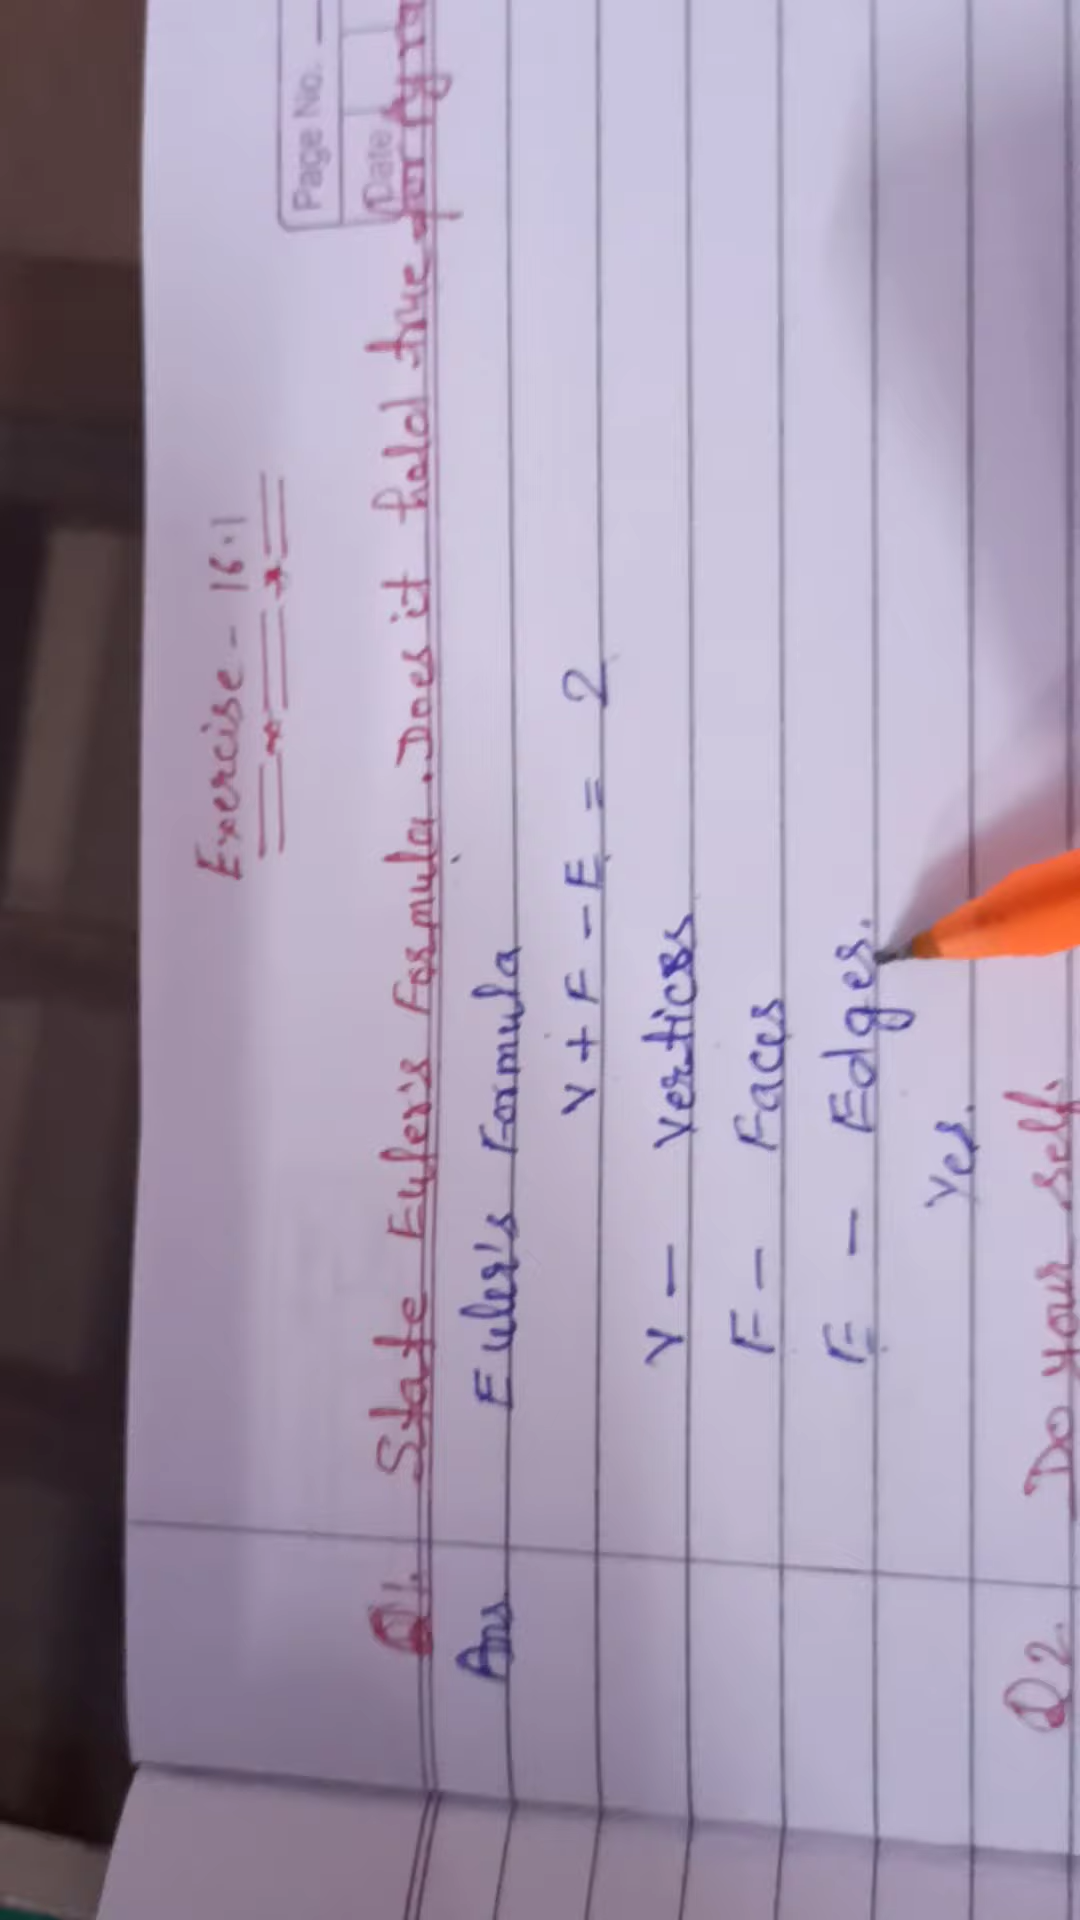 Page No.
Date
Exercise - 16.1
Q1. State Euler's Formula. Does it hold true for
Ans Euler's Formula
V + F - E = 2
V - Vertices
F - Faces
E - Edges.
Yes.
Q2. Do your self.